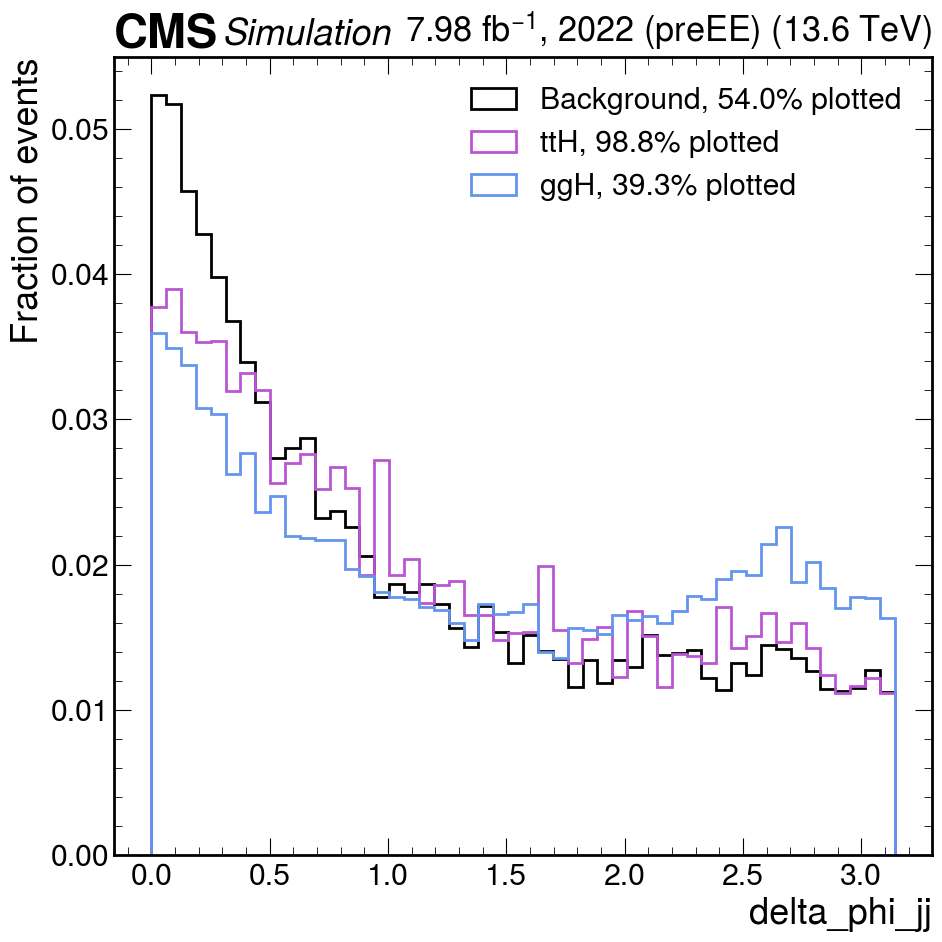 CMS Simulation 7.98 fb⁻¹, 2022 (preEE) (13.6 TeV)
Fraction of events
Background, 54.0% plotted
ttH, 98.8% plotted
ggH, 39.3% plotted
0.05
0.04
0.03
0.02
0.01
0.00
0.0 0.5 1.0 1.5 2.0 2.5 3.0
delta_phi_jj